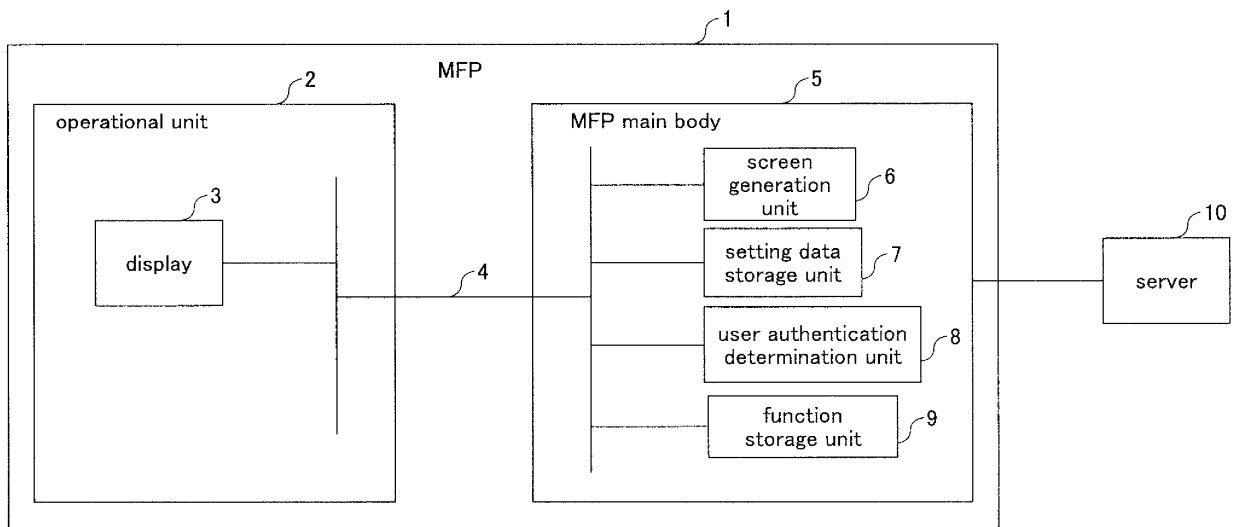 1
MFP
2
operational unit
3
display
4
5
MFP main body
screen
generation
unit
6
setting data
storage unit
7
user authentication
determination unit
8
function
storage unit
9
10
server